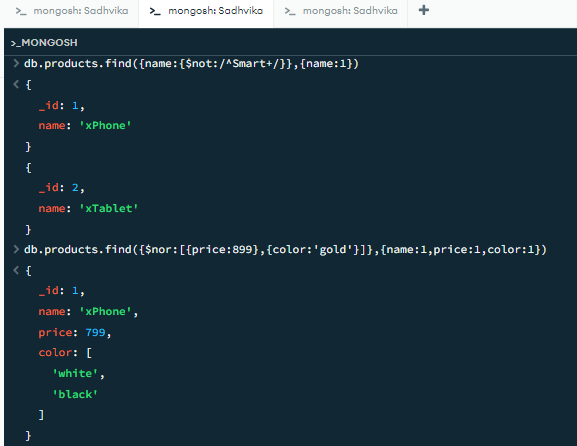 >_ mongosh: Sadhvika >_ mongosh: Sadhvika >_ mongosh: Sadhvika +
>_MONGOSH
> db.products.find({name:{$not:/^Smart+/}},{name:1})
< {
_id: 1,
name: 'xPhone'
}
{
_id: 2,
name: 'xTablet'
}
> db.products.find({$nor:[{price:899},{color:'gold'}]},{name:1,price:1,color:1})
< {
_id: 1,
name: 'xPhone',
price: 799,
color: [
'white',
'black'
]
}